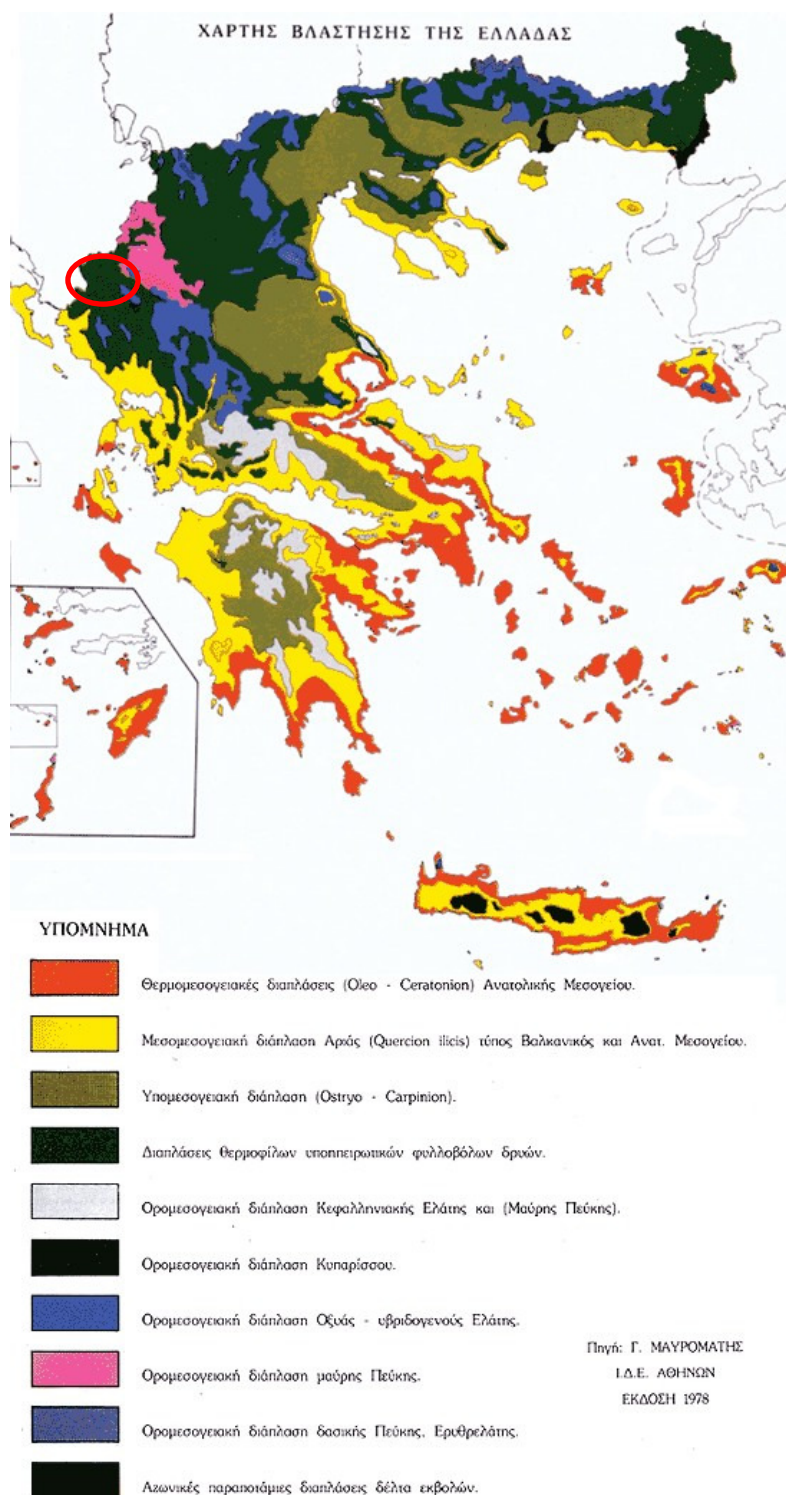 ΧΑΡΤΗΣ ΒΛΑΣΤΗΣΗΣ ΤΗΣ ΕΛΛΑΔΑΣ
ΥΠΟΜΝΗΜΑ
Θερμομεσογειακές διαπλάσεις (Oleo - Ceratonion) Ανατολικής Μεσογείου.
Μεσομεσογειακή διάπλαση Αριάς (Quercion ilicis) τύπος Βαλκανικός και Ανατ. Μεσογείου.
Υπομεσογειακή διάπλαση (Ostryo - Carpinion).
Διαπλάσεις θερμοφίλων υποηπειρωτικών φυλλοβόλων δρυών.
Ορομεσογειακή διάπλαση Κεφαλληνιακής Ελάτης και (Μαύρης Πεύκης).
Ορομεσογειακή διάπλαση Κυπαρίσσου.
Ορομεσογειακή διάπλαση Οξυάς - υβριδογενούς Ελάτης.
Ορομεσογειακή διάπλαση μαύρης Πεύκης.
Ορομεσογειακή διάπλαση δασικής Πεύκης, Ερυθρελάτης.
Αζωνικές παραποτάμιες διαπλάσεις δέλτα εκβολών.
Πηγή: Γ. ΜΑΥΡΟΜΑΤΗΣ
Ι.Δ.Ε. ΑΘΗΝΩΝ
ΕΚΔΟΣΗ 1978